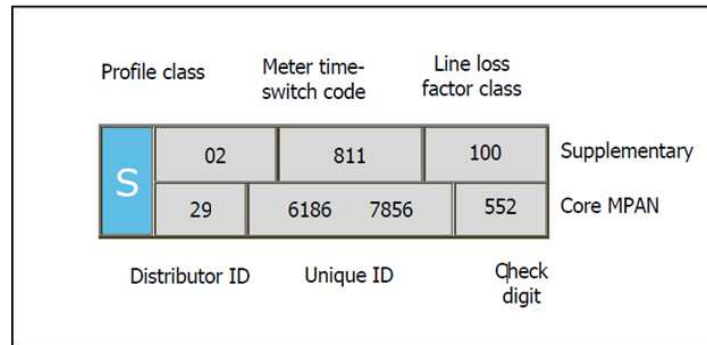 Profile class
Meter time-
switch code
Line loss
factor class
S
02
811
100
Supplementary
29
6186 7856
552
Core MPAN
Distributor ID
Unique ID
Check
digit